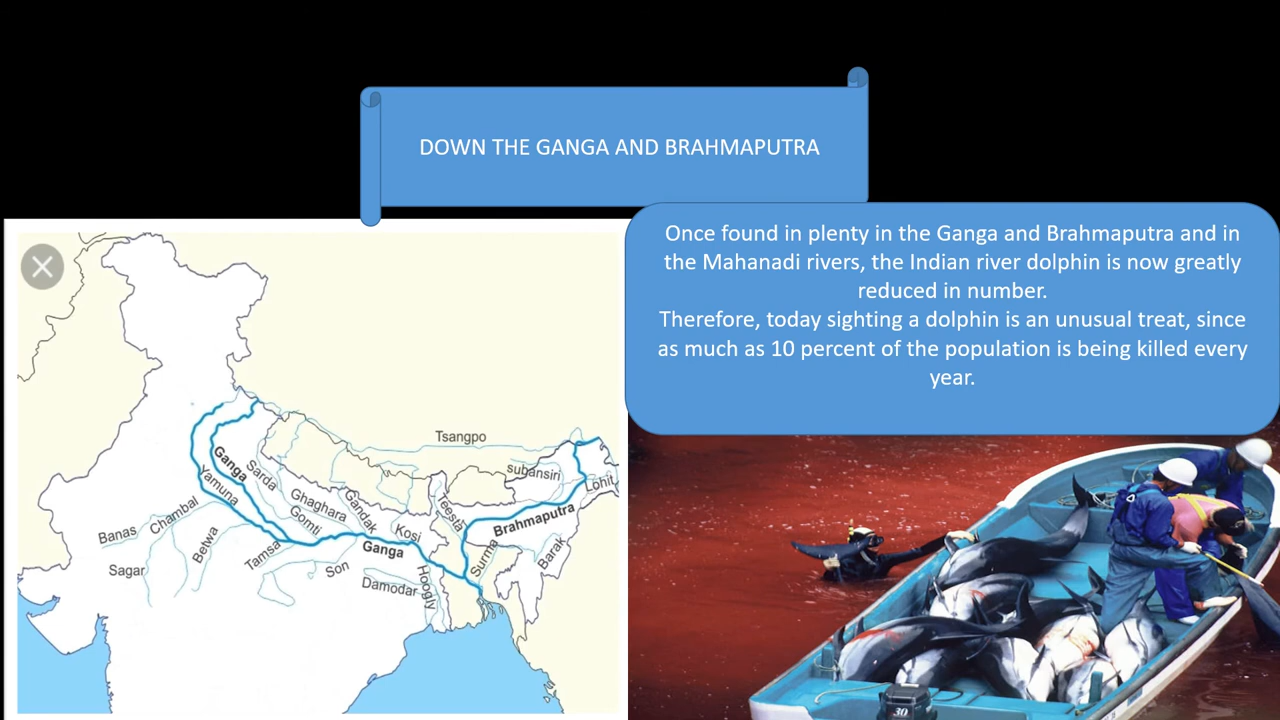 DOWN THE GANGA AND BRAHMAPUTRA
Once found in plenty in the Ganga and Brahmaputra and in
the Mahanadi rivers, the Indian river dolphin is now greatly
reduced in number.
Therefore, today sighting a dolphin is an unusual treat, since
as much as 10 percent of the population is being killed every
year.
Tsangpo
subansiri
Lohit
Ganga
Sarda
Yamuna
Ghaghara
Gandak
Teesta
Brahmaputra
Banas
Chambal
Gomti
Kosi
Betwa
Tamsa
Ganga
Surma
Barak
Sagar
Son
Damodar
Hoogly
30